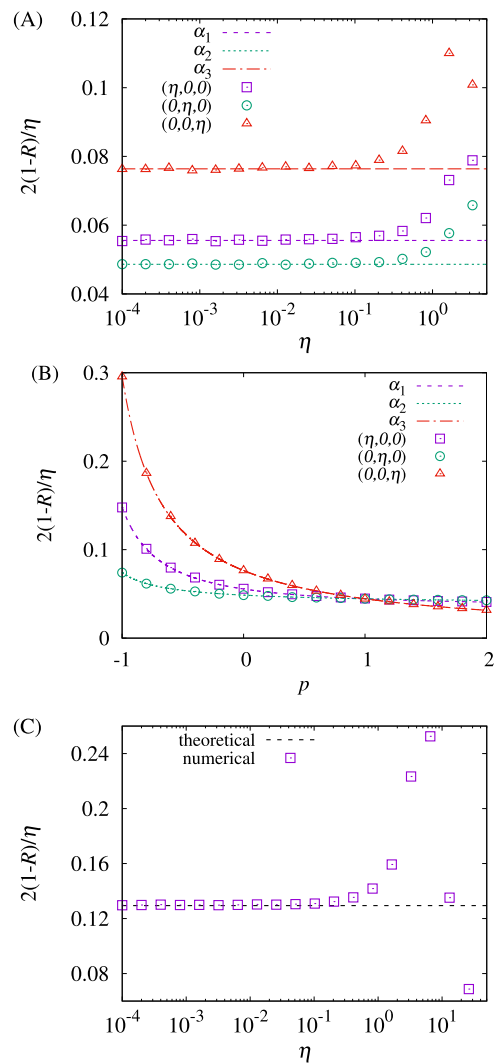 (A)
2(1-R)/η
0.12
0.1
0.08
0.06
0.04
α1
α2
α3
(η,0,0)
(0,η,0)
(0,0,η)
10^-4 10^-3 10^-2 10^-1 10^0
η
(B)
2(1-R)/η
0.3
0.2
0.1
0
α1
α2
α3
(η,0,0)
(0,η,0)
(0,0,η)
-1 0 1 2
p
(C)
2(1-R)/η
0.24
0.2
0.16
0.12
0.08
theoretical
numerical
10^-4 10^-3 10^-2 10^-1 10^0 10^1
η